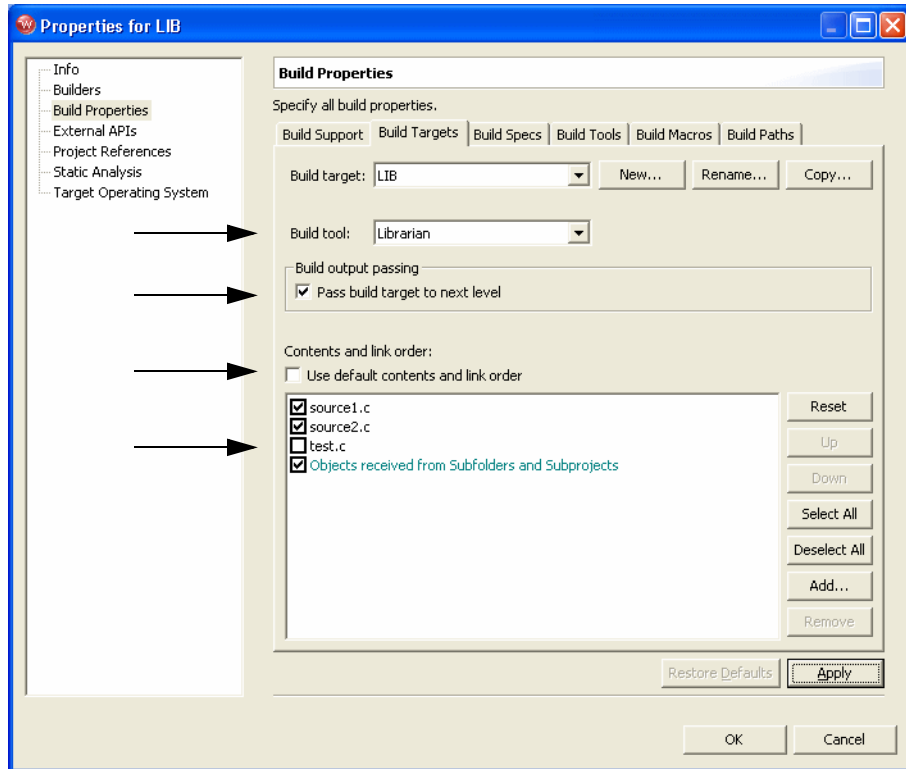 Properties for LIB
Info
Builders
Build Properties
External APIs
Project References
Static Analysis
Target Operating System
Build Properties
Specify all build properties.
Build Support Build Targets Build Specs Build Tools Build Macros Build Paths
Build target: LIB New... Rename... Copy...
Build tool: Librarian
Build output passing
Pass build target to next level
Contents and link order:
Use default contents and link order
source1.c
source2.c
test.c
Objects received from Subfolders and Subprojects
Reset
Up
Down
Select All
Deselect All
Add...
Remove
Restore Defaults Apply
OK Cancel